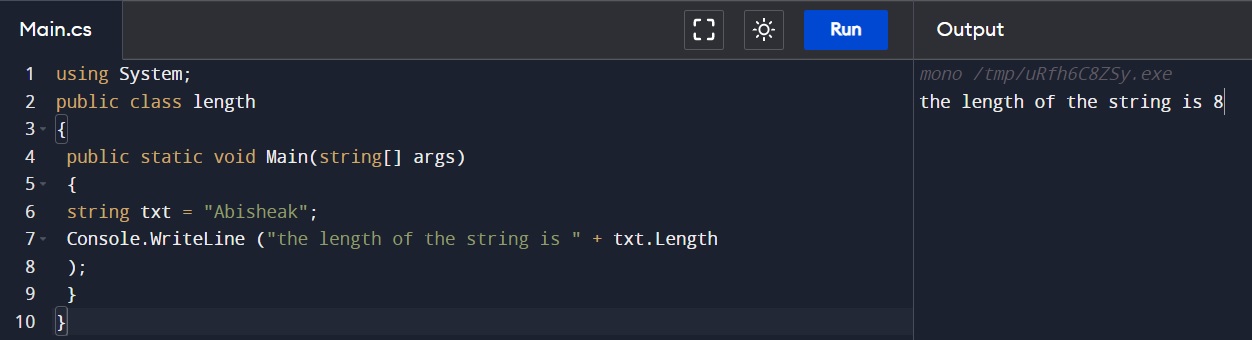 Main.cs
Run
Output
1 using System;
2 public class length
3 {
4 public static void Main(string[] args)
5 {
6 string txt = "Abisheak";
7 Console.WriteLine ("the length of the string is " + txt.Length
8 );
9 }
10 }
mono /tmp/uRfh6C8ZSy.exe
the length of the string is 8